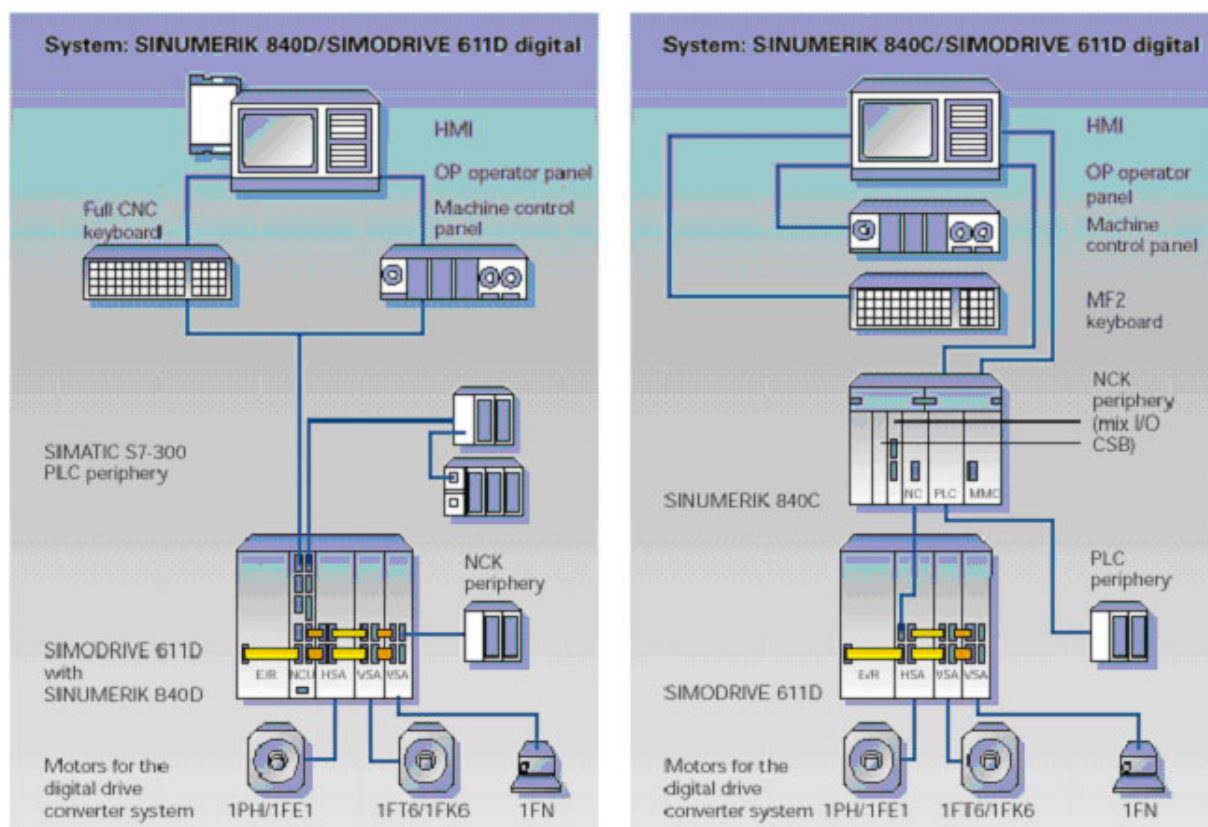 System: SINUMERIK 840D/SIMODRIVE 611D digital
HMI
OP operator panel
Full CNC
keyboard
Machine control
panel
SIMATIC S7-300
PLC periphery
NCK
periphery
SIMODRIVE 611D
with
SINUMERIK 840D
E/R NCU HSA VSA VSA
Motors for the
digital drive
converter system
1PH/1FE1
1FT6/1FK6
1FN
System: SINUMERIK 840C/SIMODRIVE 611D digital
HMI
OP operator
panel
Machine
control panel
MF2
keyboard
NCK
periphery
(mix I/O
CSB)
NC PLC MMC
SINUMERIK 840C
PLC
periphery
E/R HSA VSA VSA
SIMODRIVE 611D
Motors for the
digital drive
converter system
1PH/1FE1
1FT6/1FK6
1FN